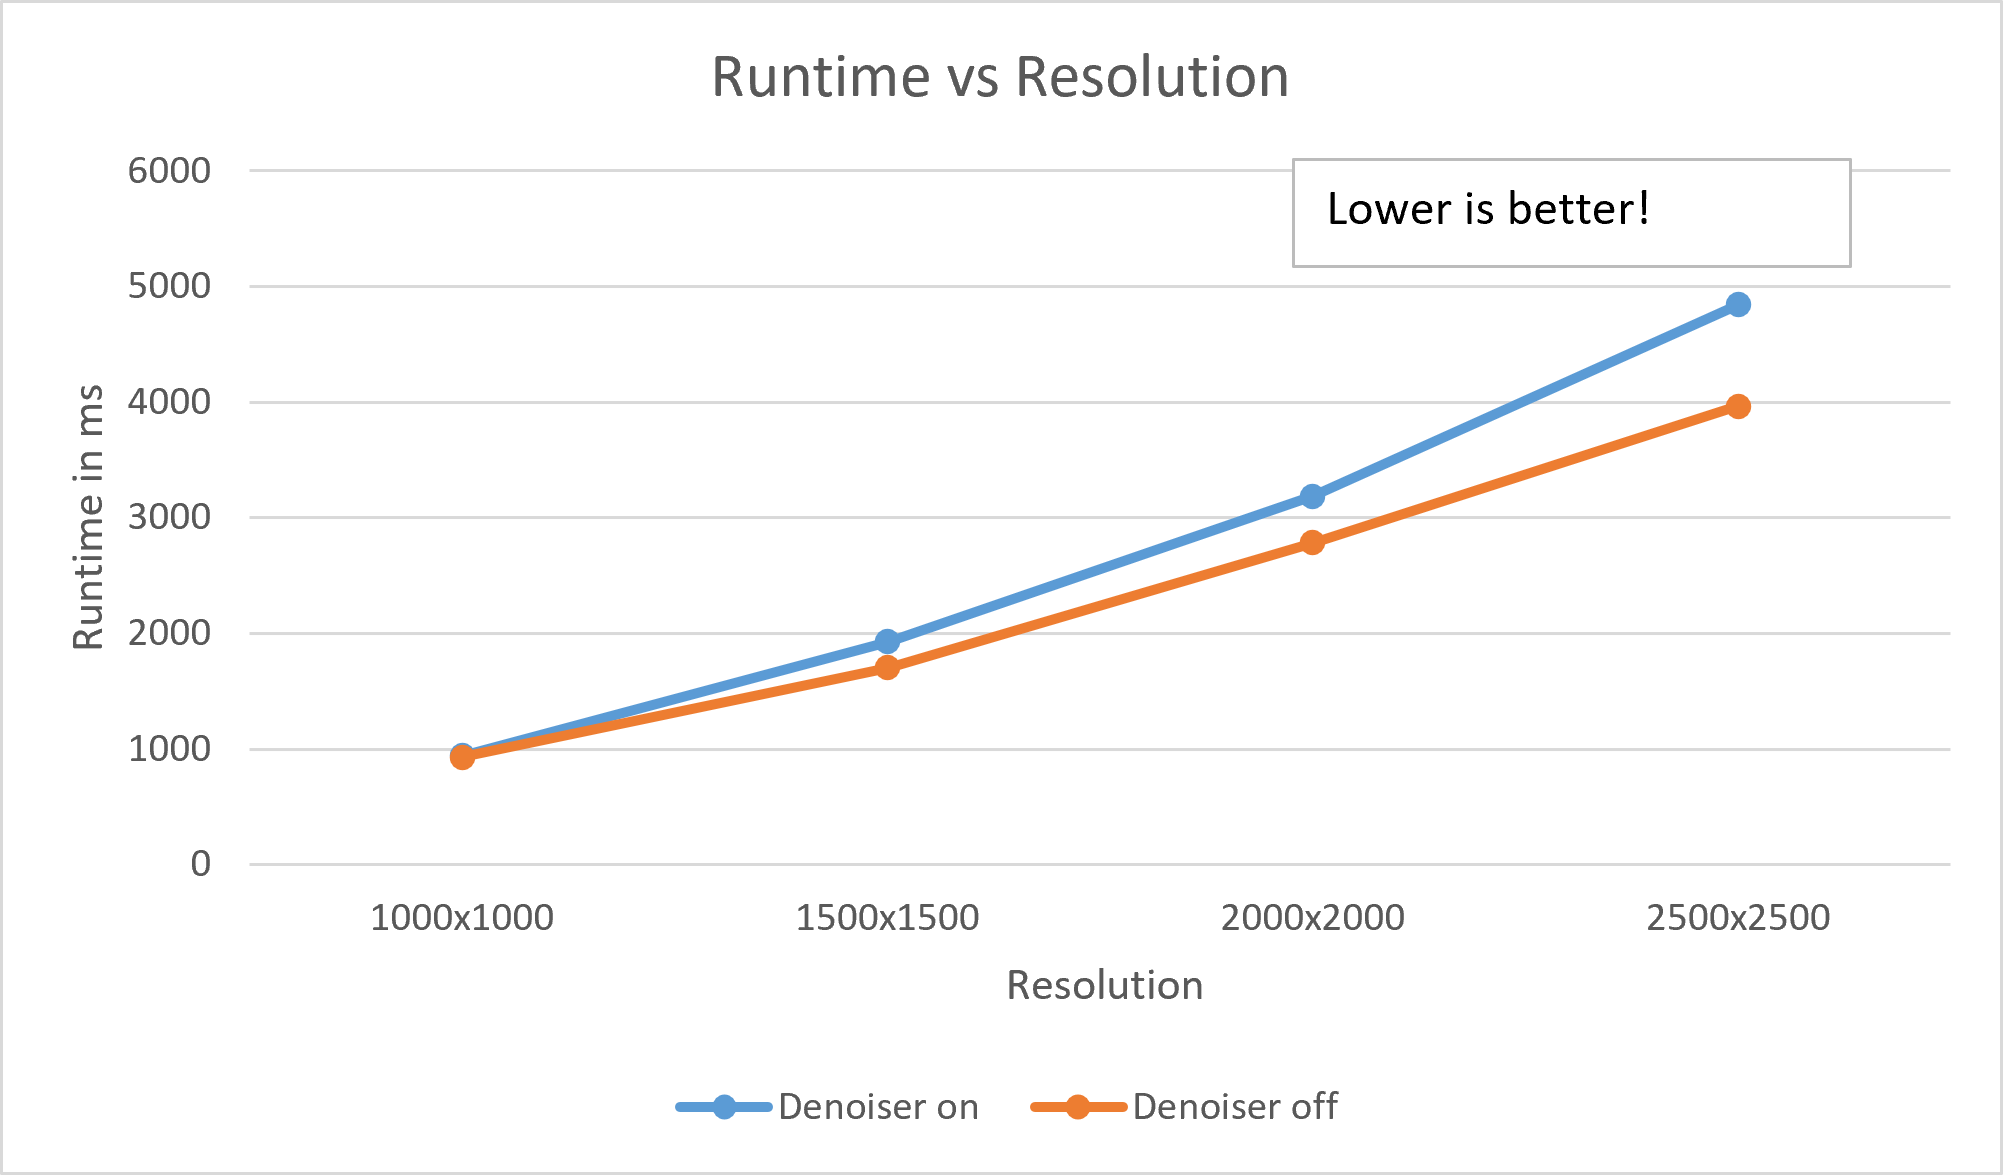 Runtime vs Resolution
Lower is better!
6000
5000
4000
3000
2000
1000
0
Runtime in ms
1000x1000 1500x1500 2000x2000 2500x2500
Resolution
Denoiser on Denoiser off